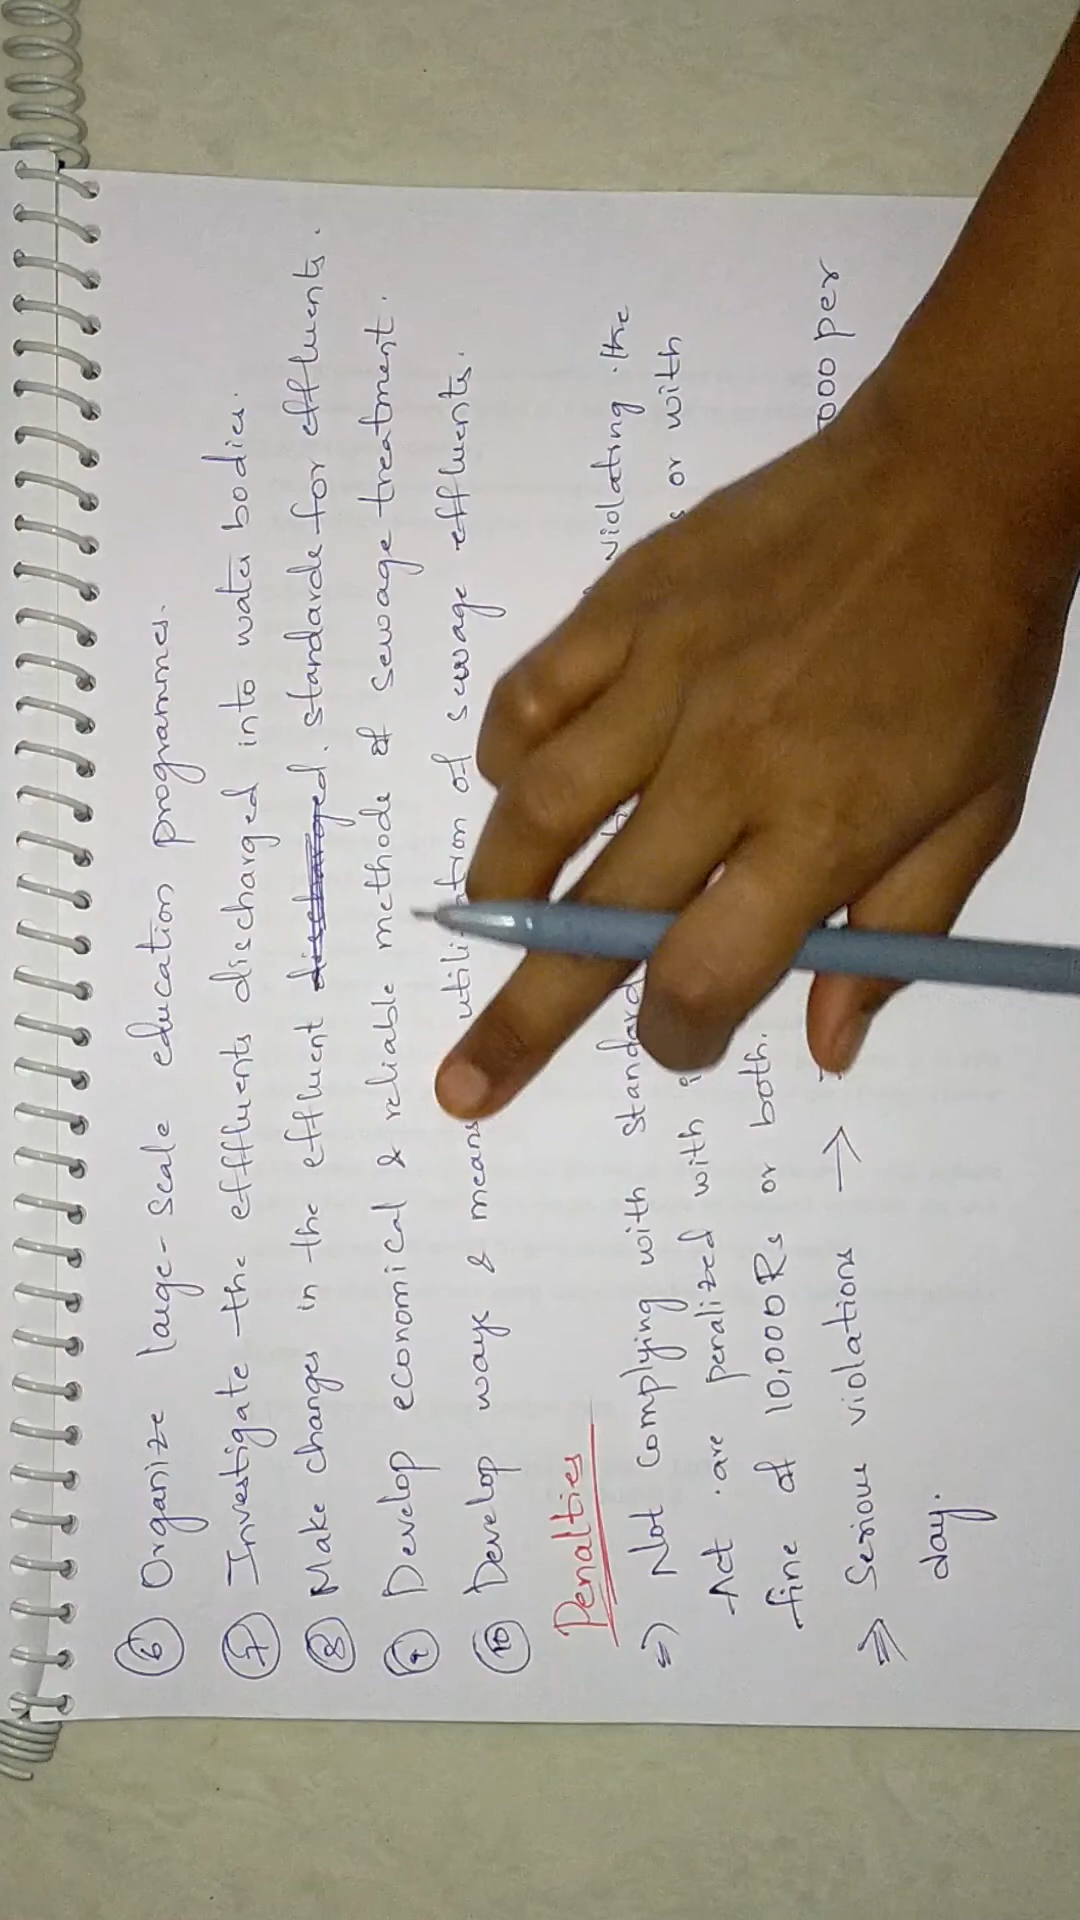 6 Organize large-scale education programmes.
7 Investigate the effluents discharged into water bodies.
8 Make changes in the effluent discharged. standards for effluents.
9 Develop economical & reliable methods of sewage treatment.
10 Develop ways & means utilization of sewage effluents.
Penalties
⇒ Not complying with standard violating the
Act are penalized with or with
fine of 10,000 Rs or both.
⇒ Serious violations → 000 per
day.